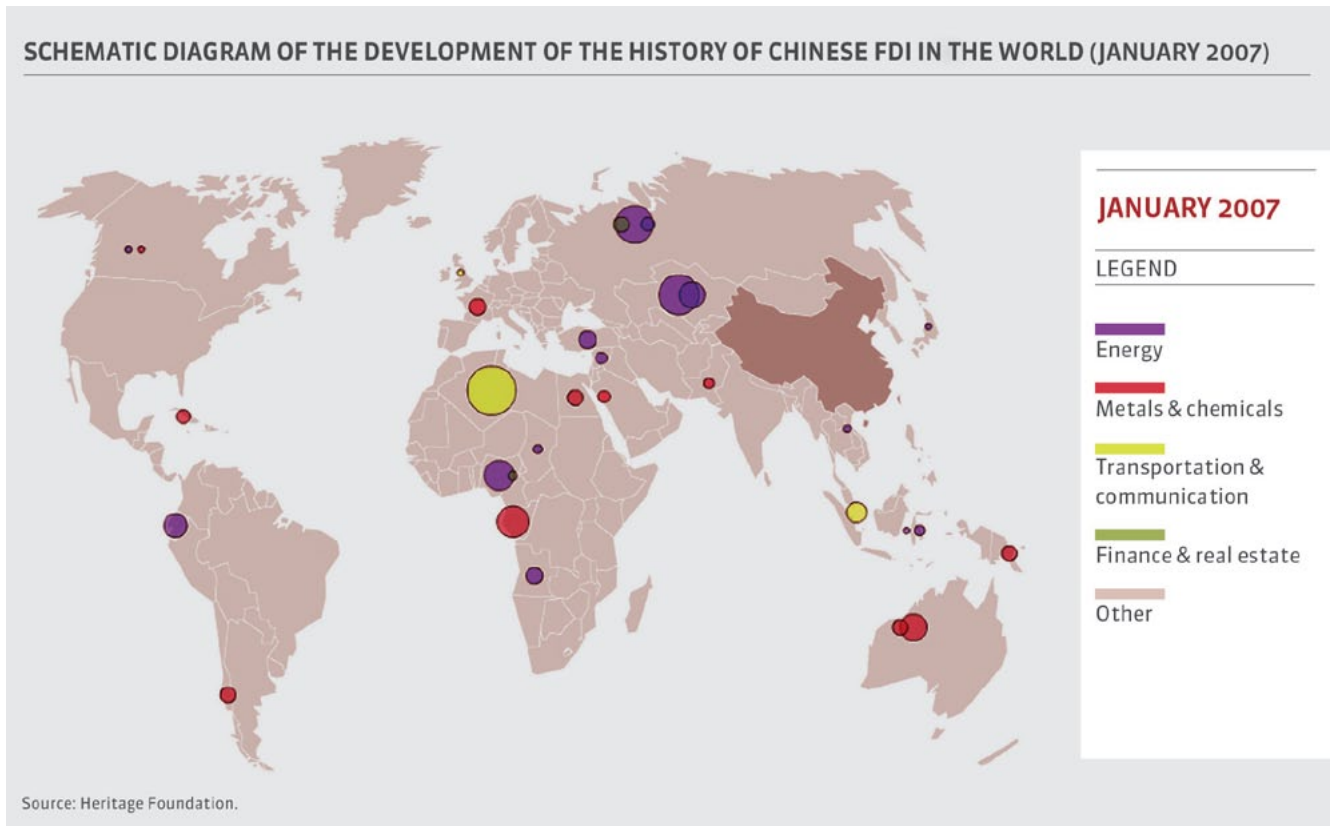 SCHEMATIC DIAGRAM OF THE DEVELOPMENT OF THE HISTORY OF CHINESE FDI IN THE WORLD (JANUARY 2007)
JANUARY 2007
LEGEND
Energy
Metals & chemicals
Transportation &
communication
Finance & real estate
Other
Source: Heritage Foundation.